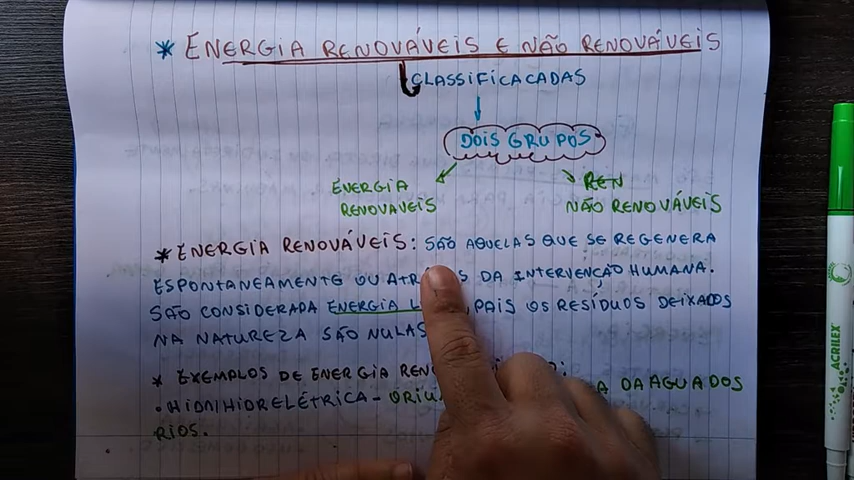 * ENERGIA RENOVÁVEIS E NÃO RENOVÁVEIS
CLASSIFICACADAS
DOIS GRUPOS
ENERGIA
RENOVAVEIS
REN
NÃO RENOVÁVEIS
* ENERGIA RENOVÁVEIS: SÃO AQUELAS QUE SE REGENERA
ESPONTANEAMENTE OU DA INTERVENÇÃO HUMANA.
SÃO CONSIDERADA ENERGIA , PAIS OS RESÍDUOS DEIXADOS
NA NATUREZA SÃO NULAS
* EXEMPLOS DE ENERGIA
- DA AGUA DOS
RIOS.
ACRILEX